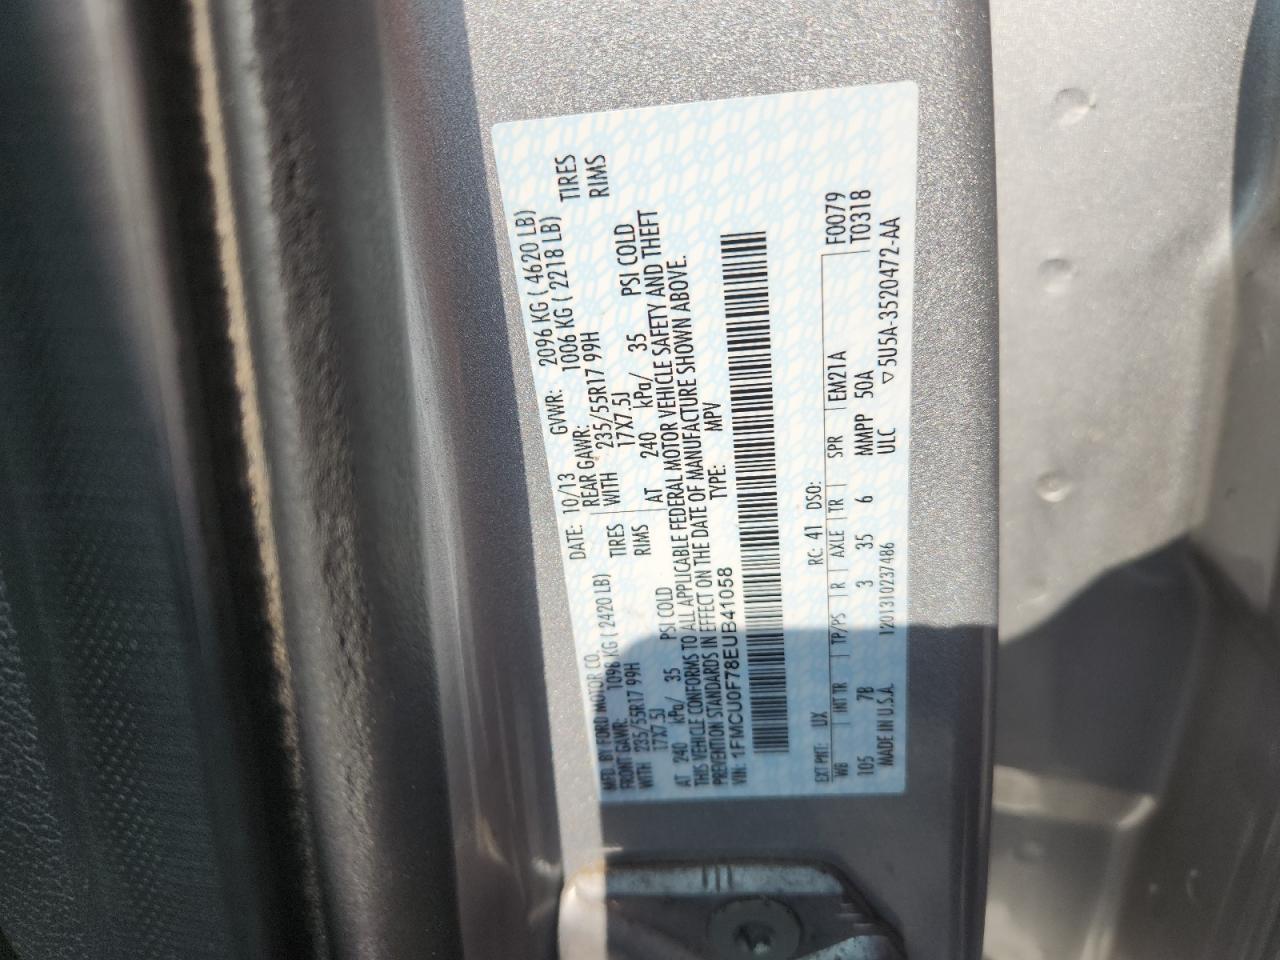 MFD. BY FORD MOTOR CO.
DATE: 10/13 GVWR: 2096 KG ( 4620 LB)
FRONT GAWR: 1098 KG ( 2420 LB) REAR GAWR: 1006 KG ( 2218 LB)
WITH 235/55R17 99H TIRES WITH 235/55R17 99H TIRES
17X7.5J RIMS 17X7.5J RIMS
AT 240 kPa/ 35 PSI COLD AT 240 kPa/ 35 PSI COLD
THIS VEHICLE CONFORMS TO ALL APPLICABLE FEDERAL MOTOR VEHICLE SAFETY AND THEFT
PREVENTION STANDARDS IN EFFECT ON THE DATE OF MANUFACTURE SHOWN ABOVE.
VIN: 1FMCU0F78EUB41058 TYPE: MPV
F0079
T0318
EXT PNT: UX RC: 41 DSO:
WB INT TR TP/PS R AXLE TR SPR EM21A
105 7B 3 35 6 MMPP 50A
ULC
MADE IN U.S.A. 1201310237486 ▽ 5U5A-3520472-AA